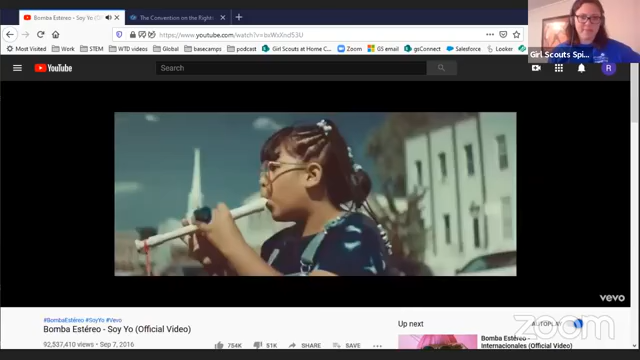 Bomba Estéreo - Soy Yo
The Convention on the Rights
https://www.youtube.com/watch?v=bxWxXnd53U
Most Visited Work STEM WTD videos Global basecamps podcast Girl Scouts at Home C... Zoom GS email gsConnect Salesforce Looker
Girl Scouts Spi...
YouTube
Search
R
vevo
#BombaEstéreo #SoyYo #Vevo
Bomba Estéreo - Soy Yo (Official Video)
92,537,410 views • Sep 7, 2016
754K 51K SHARE SAVE
Up next
AUTOPLAY
Bomba Estéreo -
Internacionales (Official
zoom